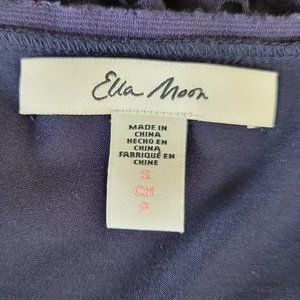 Ella Moon
MADE IN
CHINA
HECHO EN
CHINA
FABRIQUÉ EN
CHINE
S
CH
P